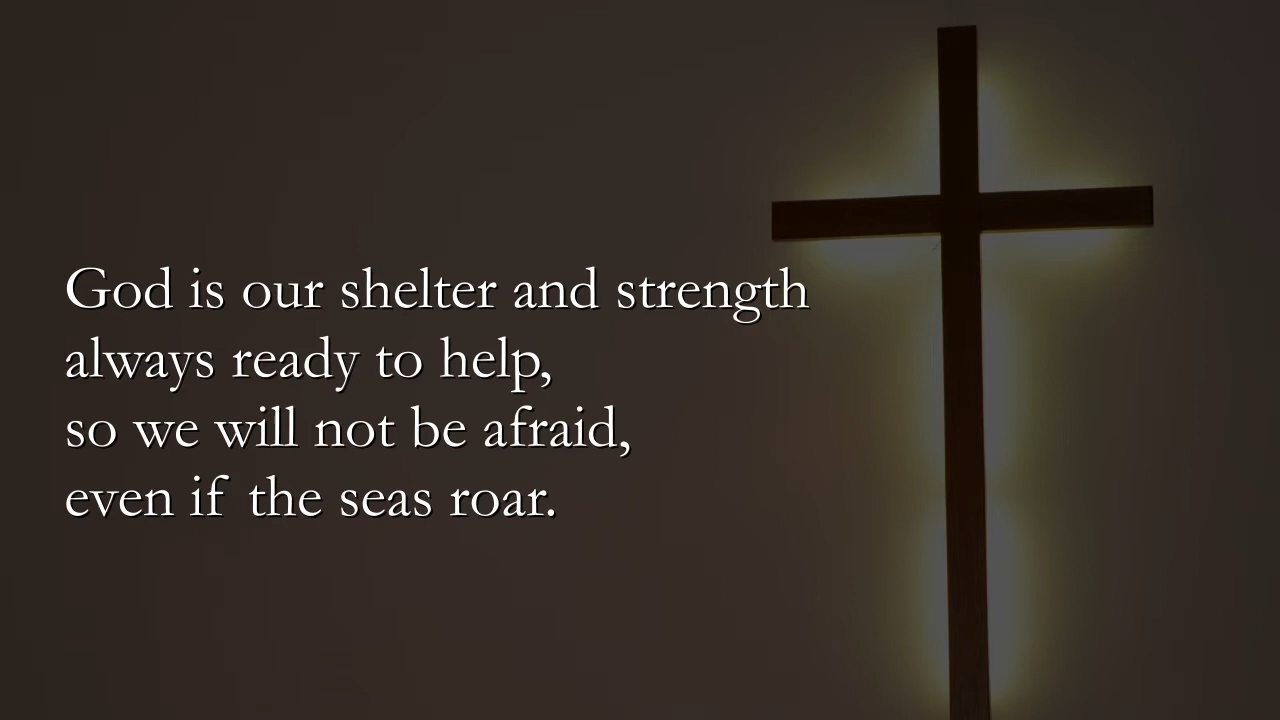 God is our shelter and strength
always ready to help,
so we will not be afraid,
even if the seas roar.